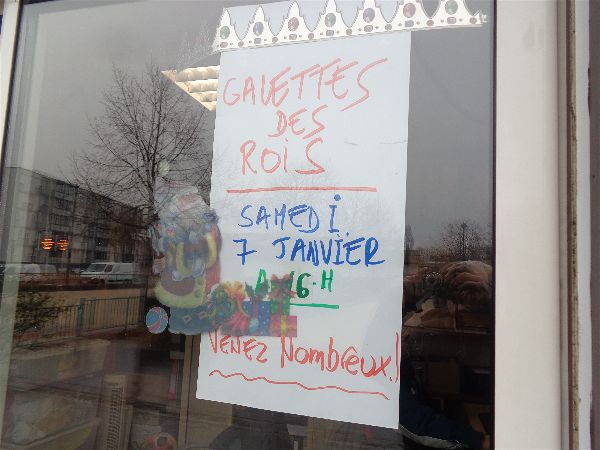 GALETTES
DES
ROIS
SAMEDI
7 JANVIER
A 16.H
VENEZ Nombreux.!